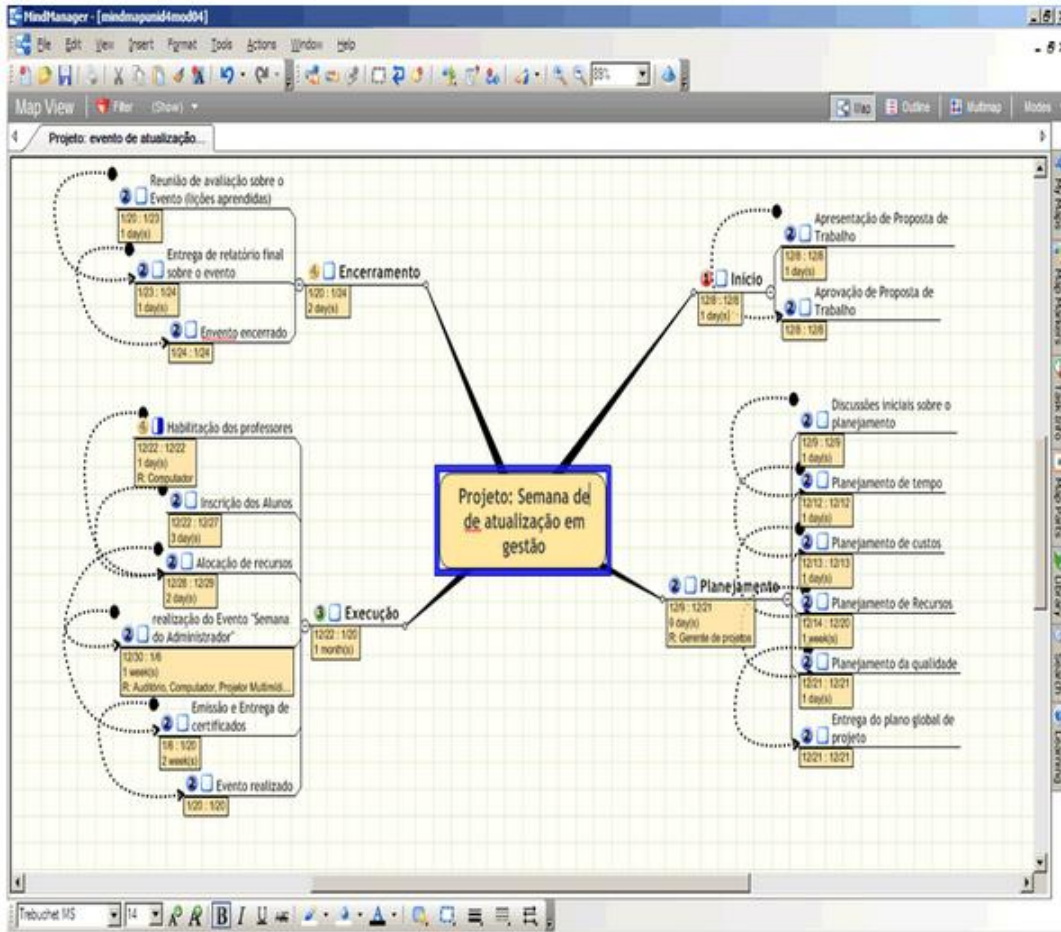 MindManager - [mindmapunid4mod04]
File Edit View Insert Format Tools Actions Window Help
89%
Map View Filter (Show) Map Outline Multimap Modes
Projeto: evento de atualização...
Reunião de avaliação sobre o
Evento (lições aprendidas)
1/20 : 1/23
1 day(s)
Entrega de relatório final
sobre o evento
1/23 : 1/24
1 day(s)
Envento encerrado
1/24 : 1/24
Encerramento
1/20 : 1/24
2 day(s)
Apresentação de Proposta de
Trabalho
12/8 : 12/8
1 day(s)
Início
12/8 : 12/8
1 day(s)
Aprovação de Proposta de
Trabalho
12/8 : 12/8
Habilitação dos professores
12/22 : 12/22
1 day(s)
R: Computador
Inscrição dos Alunos
12/22 : 12/27
3 day(s)
Alocação de recursos
12/28 : 12/29
2 day(s)
realização do Evento "Semana
do Administrador"
12/30 : 1/6
1 week(s)
R: Auditório, Computador, Projetor Multimídi...
Emissão e Entrega de
certificados
1/6 : 1/20
2 week(s)
Evento realizado
1/20 : 1/20
Execução
12/22 : 1/20
1 month(s)
Projeto: Semana de
de atualização em
gestão
Planejamento
12/9 : 12/21
9 day(s)
R: Gerente de projetos
Discussões iniciais sobre o
planejamento
12/9 : 12/9
1 day(s)
Planejamento de tempo
12/12 : 12/12
1 day(s)
Planejamento de custos
12/13 : 12/13
1 day(s)
Planejamento de Recursos
12/14 : 12/20
1 week(s)
Planejamento da qualidade
12/21 : 12/21
1 day(s)
Entrega do plano global de
projeto
12/21 : 12/21
Trebuchet MS 14